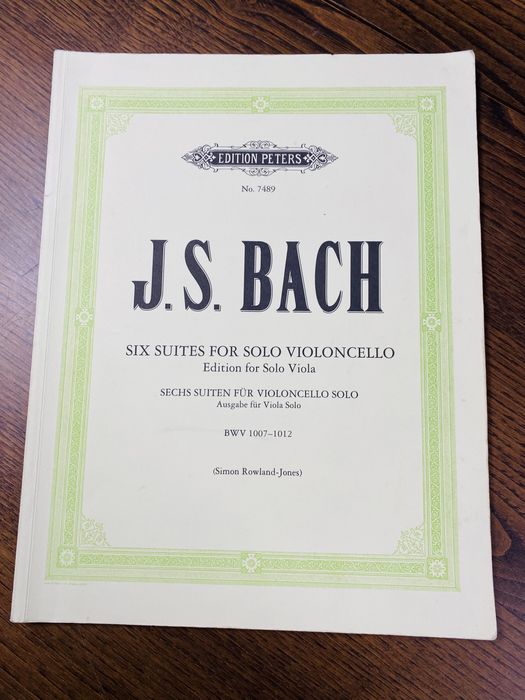 EDITION PETERS
No. 7489
J. S. BACH
SIX SUITES FOR SOLO VIOLONCELLO
Edition for Solo Viola
SECHS SUITEN FÜR VIOLONCELLO SOLO
Ausgabe für Viola Solo
BWV 1007–1012
(Simon Rowland-Jones)